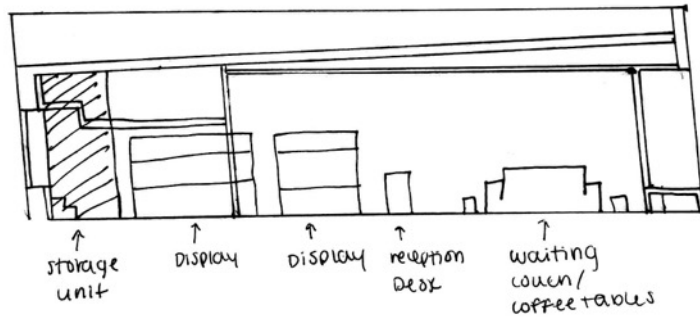 storage
unit
Display
Display
reception
Desk
waiting
couch/
coffee tables